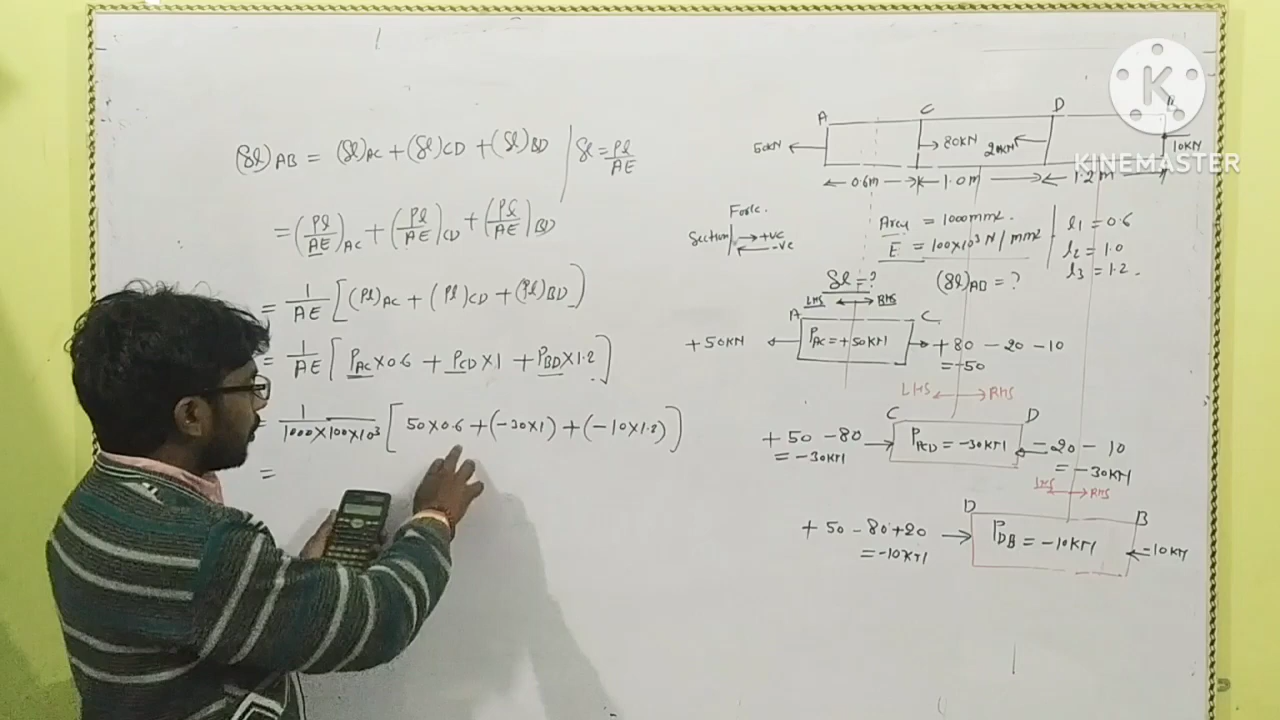 (δl)AB = (δl)AC + (δl)CD + (δl)BD | δl = Pl/AE
= (Pl/AE)AC + (Pl/AE)CD + (Pl/AE)BD
= 1/AE [(Pl)AC + (Pl)CD + (Pl)BD]
= 1/AE [PAC × 0.6 + PCD × 1 + PBD × 1.2]
= 1/1000×100×10³ [50×0.6 + (-30×1) + (-10×1.2)]
=
A C D B
50KN 80KN 20KN 10KN
0.6m 1.0m 1.2m
K
KINEMASTER
Force.
Section +ve
-ve
Area = 1000mm².
E = 100×10³ N/mm²
l1 = 0.6
l2 = 1.0
l3 = 1.2.
δl = ?
(δl)AB = ?
LHS RHS
A C
+50KN PAC = +50KN +80 - 20 - 10
= -50
LHS RHS
C D
+50 - 80 PCD = -30KN -20 - 10
= -30KN = -30KN
LHS RHS
D B
+50 - 80 + 20 PDB = -10KN -10KN
= -10KN